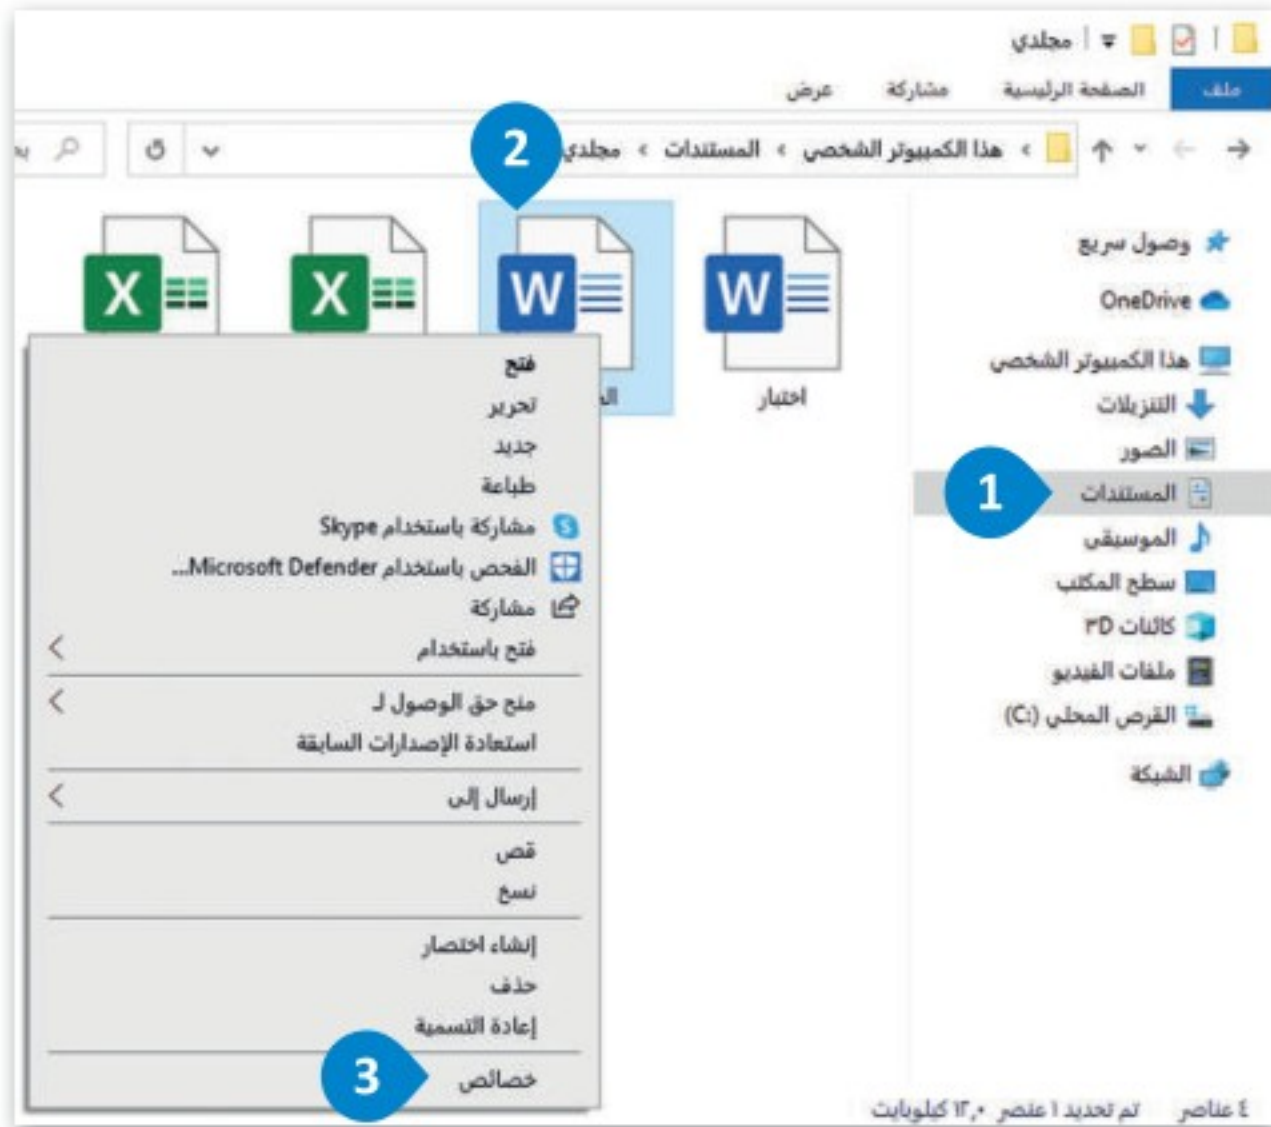 مجلدي
ملف الصفحة الرئيسية مشاركة عرض
هذا الكمبيوتر الشخصي › المستندات › مجلدي
2
وصول سريع
OneDrive
هذا الكمبيوتر الشخصي
التنزيلات
الصور
المستندات
1
الموسيقى
سطح المكتب
كائنات ٣D
ملفات الفيديو
القرص المحلي (C:)
الشبكة
W
W
X
X
اختبار
فتح
تحرير
جديد
طباعة
مشاركة باستخدام Skype
الفحص باستخدام Microsoft Defender...
مشاركة
فتح باستخدام
منح حق الوصول لـ
استعادة الإصدارات السابقة
إرسال إلى
قص
نسخ
إنشاء اختصار
حذف
إعادة التسمية
خصائص
3
٤ عناصر تم تحديد ١ عنصر ١٢,٠ كيلوبايت